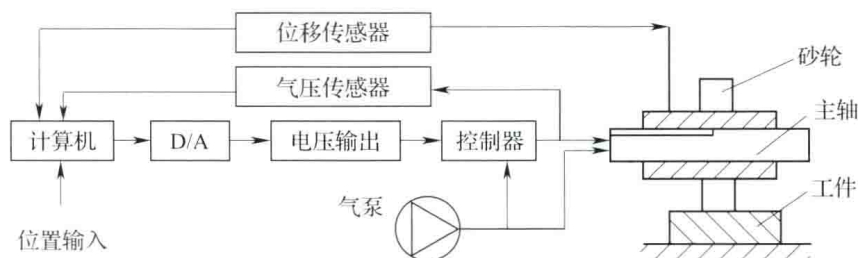 位移传感器
砂轮
气压传感器
主轴
计算机
D/A
电压输出
控制器
工件
气泵
位置输入